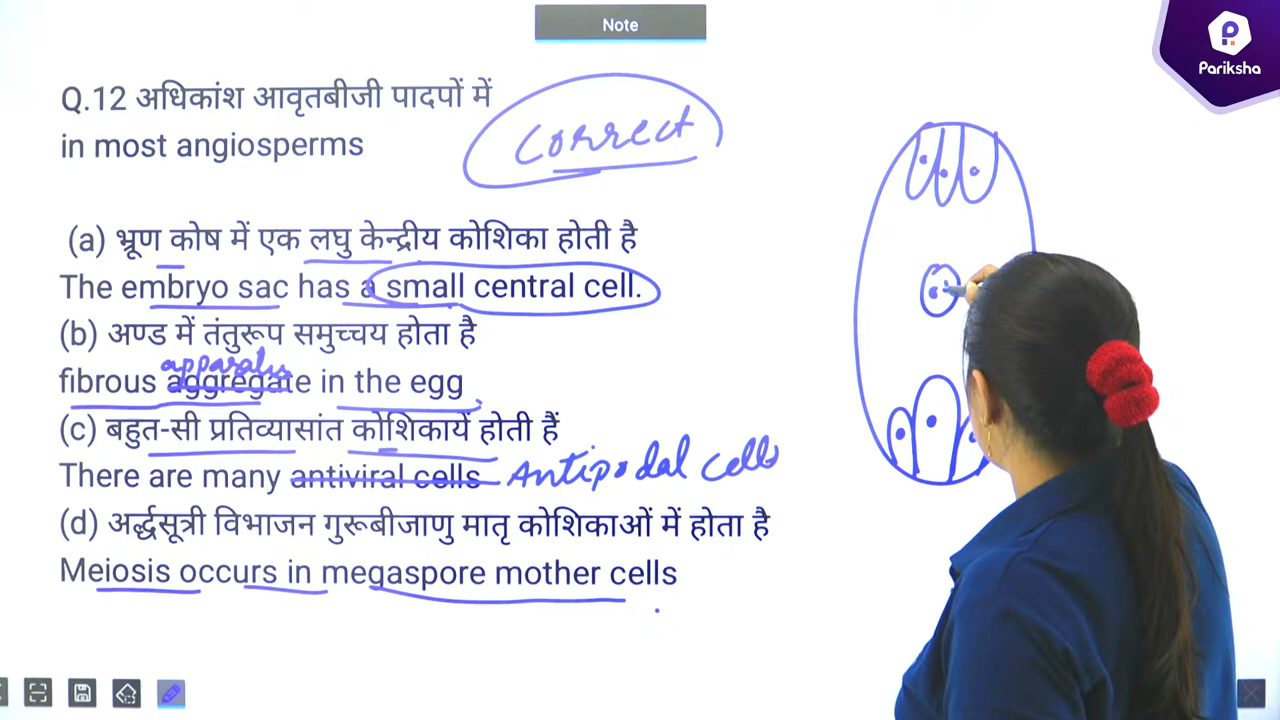 Note
Pariksha
Q.12 अधिकांश आवृतबीजी पादपों में
in most angiosperms
Correct
(a) भ्रूण कोष में एक लघु केन्द्रीय कोशिका होती है
The embryo sac has a small central cell.
(b) अण्ड में तंतुरूप समुच्चय होता है
apparatus
fibrous aggregate in the egg
(c) बहुत-सी प्रतिव्यासांत कोशिकायें होती हैं
There are many antiviral cells Antipodal cells
(d) अर्द्धसूत्री विभाजन गुरूबीजाणु मातृ कोशिकाओं में होता है
Meiosis occurs in megaspore mother cells